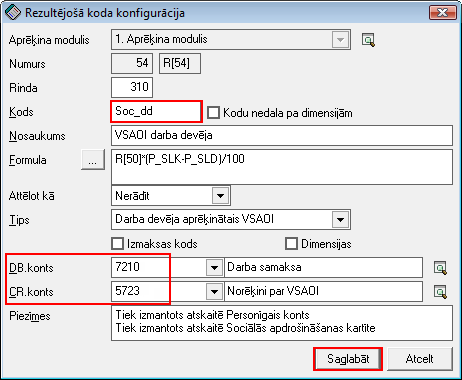 Rezultējošā koda konfigurācija
Aprēķina modulis 1. Aprēķina modulis
Numurs 54 R[54]
Rinda 310
Kods Soc_dd Kodu nedala pa dimensijām
Nosaukums VSAOI darba devēja
Formula ... R[50]*(P_SLK-P_SLD)/100
Attēlot kā Nerādīt
Tips Darba devēja aprēķinātais VSAOI
Izmaksas kods Dimensijas
DB.konts 7210 Darba samaksa
CR.konts 5723 Norēķini par VSAOI
Piezīmes Tiek izmantots atskaitē Personīgais konts
Tiek izmantots atskaitē Sociālās apdrošināšanas kartīte
Saglabāt Atcelt